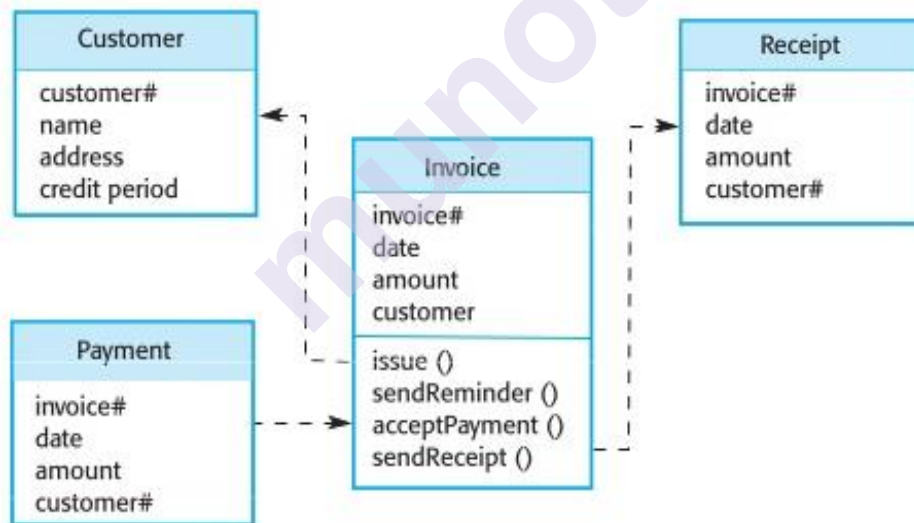 Customer
customer#
name
address
credit period
Receipt
invoice#
date
amount
customer#
Invoice
invoice#
date
amount
customer
issue ()
sendReminder ()
acceptPayment ()
sendReceipt ()
Payment
invoice#
date
amount
customer#